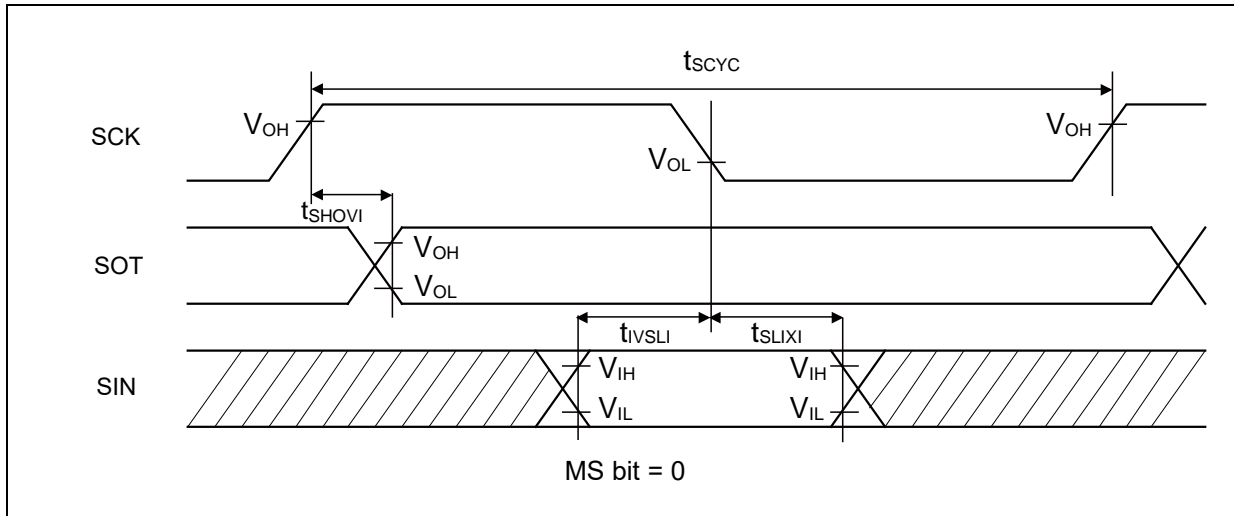 tSCYC
SCK
VOH
VOL
VOH
tSHOVI
SOT
VOH
VOL
tIVSLI
tSLIXI
SIN
VIH
VIL
VIH
VIL
MS bit = 0